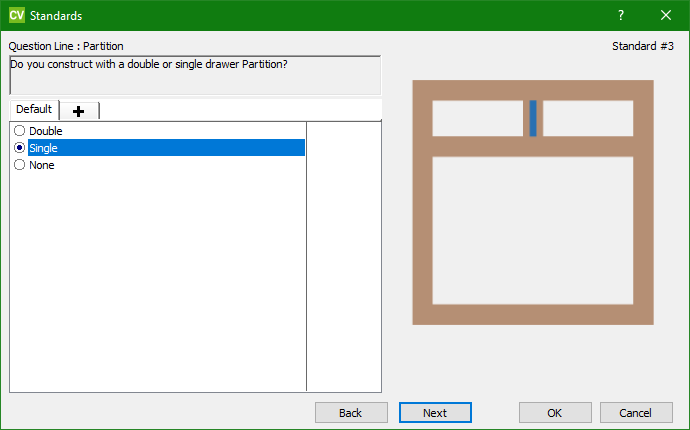 CV Standards
Question Line : Partition
Standard #3
Do you construct with a double or single drawer Partition?
Default
Double
Single
None
Back
Next
OK
Cancel